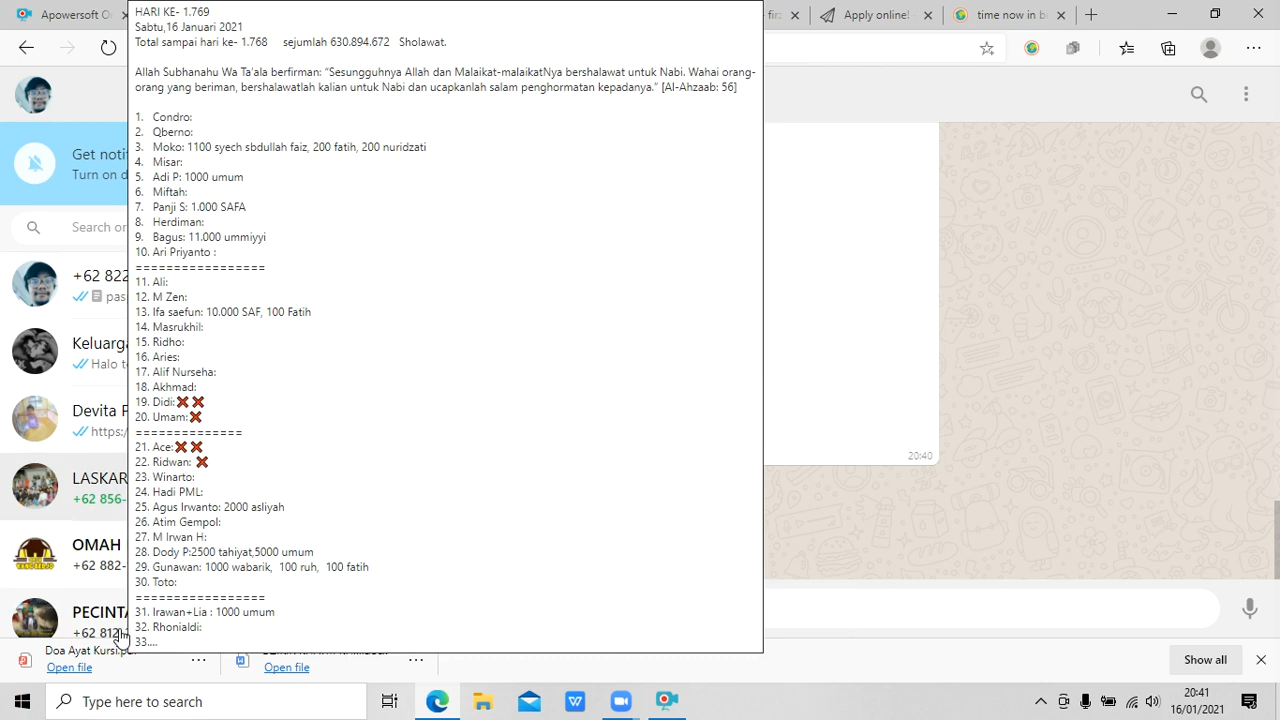 Apowersoft On
Telegram
time now in b
HARI KE- 1.769
Sabtu,16 Januari 2021
Total sampai hari ke- 1.768 sejumlah 630.894.672 Sholawat.
Allah Subhanahu Wa Ta'ala berfirman: "Sesungguhnya Allah dan Malaikat-malaikatNya bershalawat untuk Nabi. Wahai orang-
orang yang beriman, bershalawatlah kalian untuk Nabi dan ucapkanlah salam penghormatan kepadanya." [Al-Ahzaab: 56]
1. Condro:
2. Qberno:
3. Moko: 1100 syech sbdullah faiz, 200 fatih, 200 nuridzati
4. Misar:
5. Adi P: 1000 umum
6. Miftah:
7. Panji S: 1.000 SAFA
8. Herdiman:
9. Bagus: 11.000 ummiyyi
10. Ari Priyanto :
=================
11. Ali:
12. M Zen:
13. Ifa saefun: 10.000 SAF, 100 Fatih
14. Masrukhil:
15. Ridho:
16. Aries:
17. Alif Nurseha:
18. Akhmad:
19. Didi:❌❌
20. Umam:❌
==============
21. Ace:❌❌
22. Ridwan: ❌
23. Winarto:
24. Hadi PML:
25. Agus Irwanto: 2000 asliyah
26. Atim Gempol:
27. M Irwan H:
28. Dody P:2500 tahiyat,5000 umum
29. Gunawan: 1000 wabarik, 100 ruh, 100 fatih
30. Toto:
=================
31. Irawan+Lia : 1000 umum
32. Rhonialdi:
33....
Get noti
Turn on d
Search or
+62 822
pas
Keluarga
Halo t
Devita F
https:/
LASKAR
+62 856-
OMAH
+62 882-
PECINTA
+62 812
20:40
Doa Ayat Kursi.p
Open file
Open file
Show all
Type here to search
20:41
16/01/2021